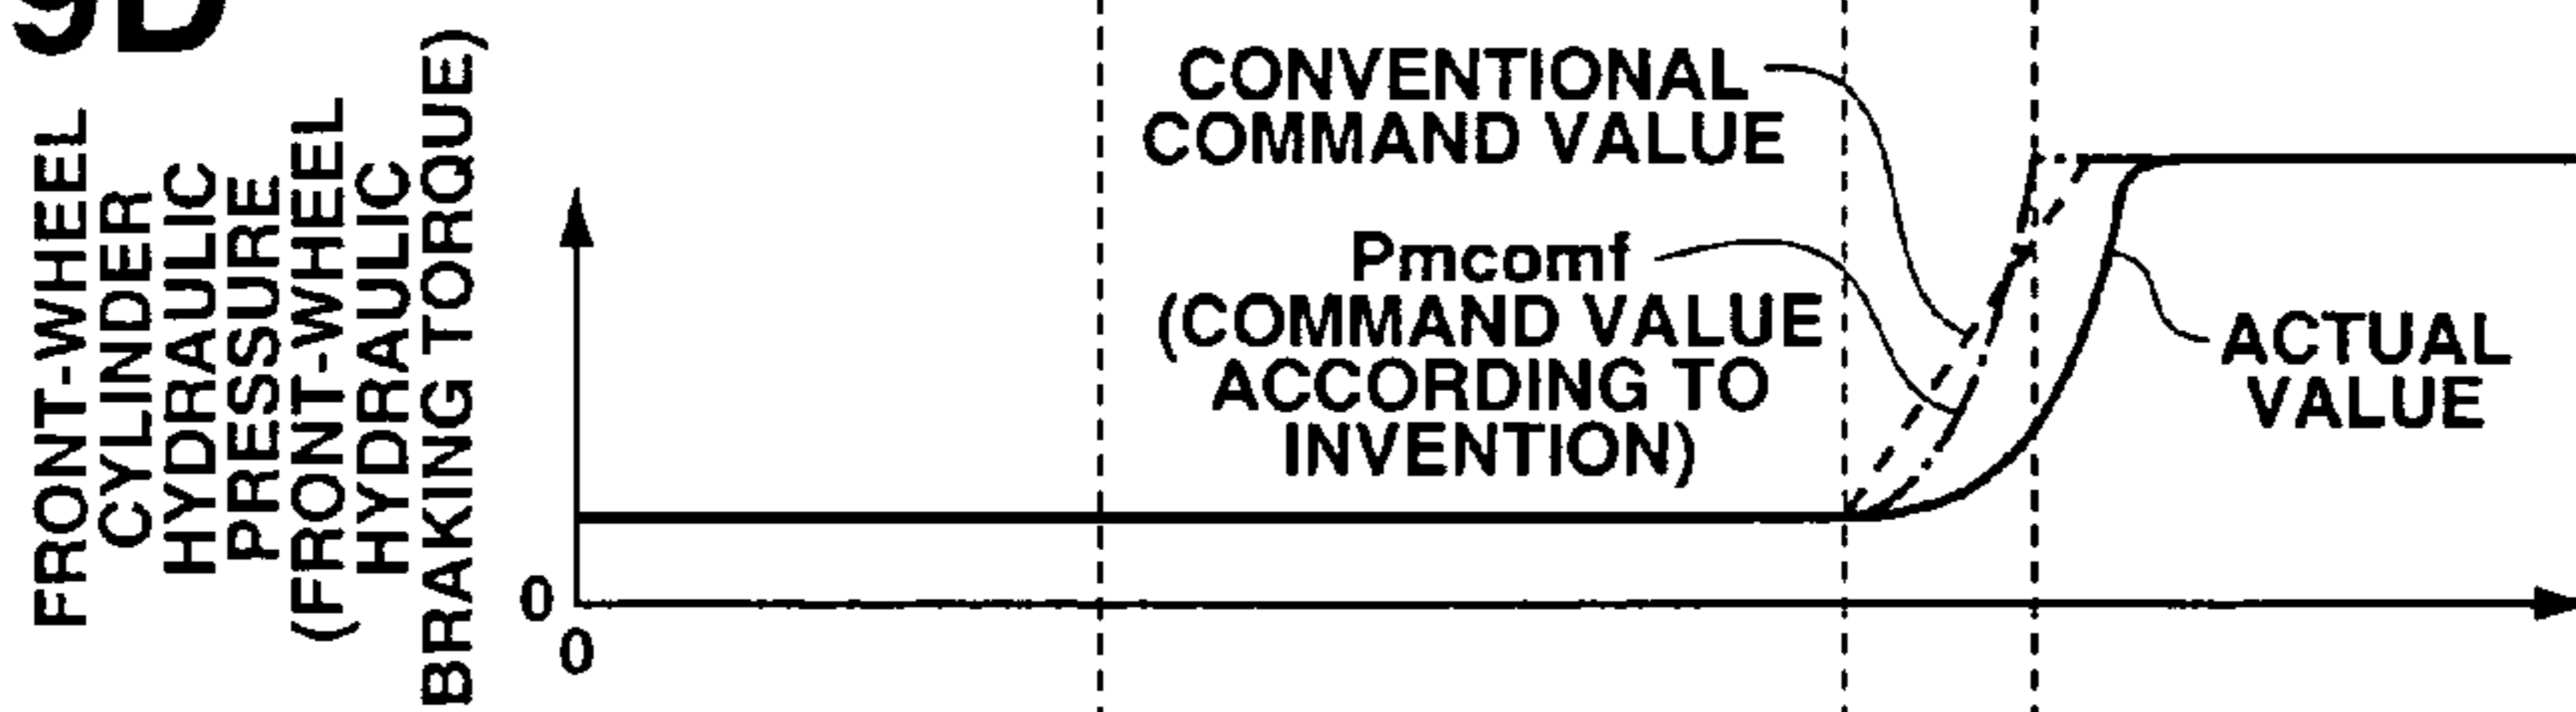 9D
FRONT-WHEEL
CYLINDER
HYDRAULIC
PRESSURE
(FRONT-WHEEL
HYDRAULIC
BRAKING TORQUE)
CONVENTIONAL
COMMAND VALUE
Pmcomf
(COMMAND VALUE
ACCORDING TO
INVENTION)
ACTUAL
VALUE
0
0